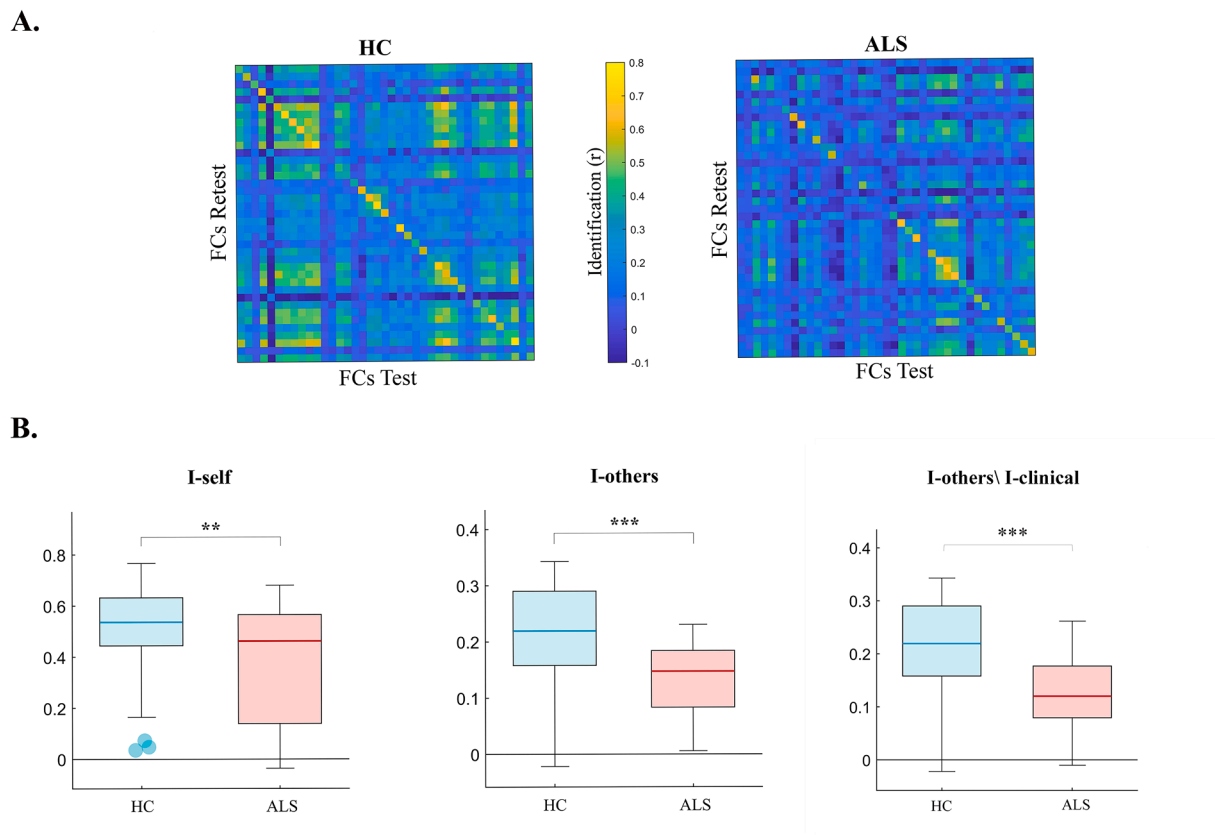 A.
HC
ALS
FCs Retest
FCs Test
0.8
0.7
0.6
0.5
0.4
0.3
0.2
0.1
0
-0.1
Identification (r)
FCs Retest
FCs Test
B.
I-self
**
0.8
0.6
0.4
0.2
0
HC
ALS
I-others
***
0.4
0.3
0.2
0.1
0
HC
ALS
I-others\ I-clinical
***
0.4
0.3
0.2
0.1
0
HC
ALS